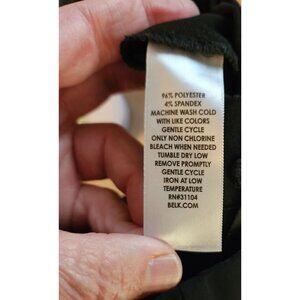 96% POLYESTER
4% SPANDEX
MACHINE WASH COLD
WITH LIKE COLORS
GENTLE CYCLE
ONLY NON CHLORINE
BLEACH WHEN NEEDED
TUMBLE DRY LOW
REMOVE PROMPTLY
GENTLE CYCLE
IRON AT LOW
TEMPERATURE
RN#31104
BELK.COM